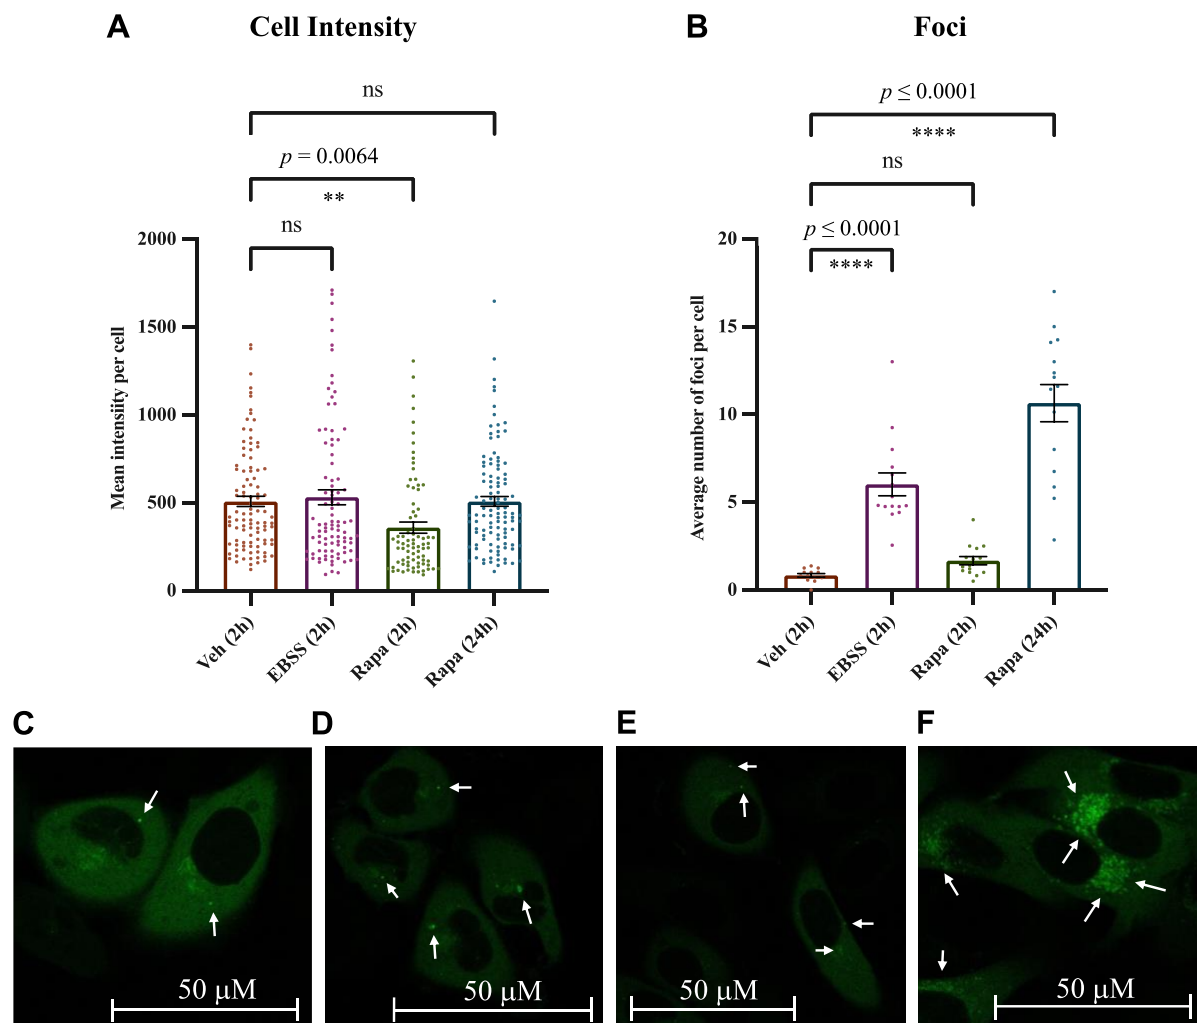 A Cell Intensity
B Foci
ns
p = 0.0064
**
ns
Mean intensiity per cell
2000
1500
1000
500
0
Veh (2h)
EBSS (2h)
Rapa (2h)
Rapa (24h)
p ≤ 0.0001
****
ns
p ≤ 0.0001
****
Average number of foci per cell
20
15
10
5
0
Veh (2h)
EBSS (2h)
Rapa (2h)
Rapa (24h)
C
D
E
F
50 μM
50 μM
50 μM
50 μM